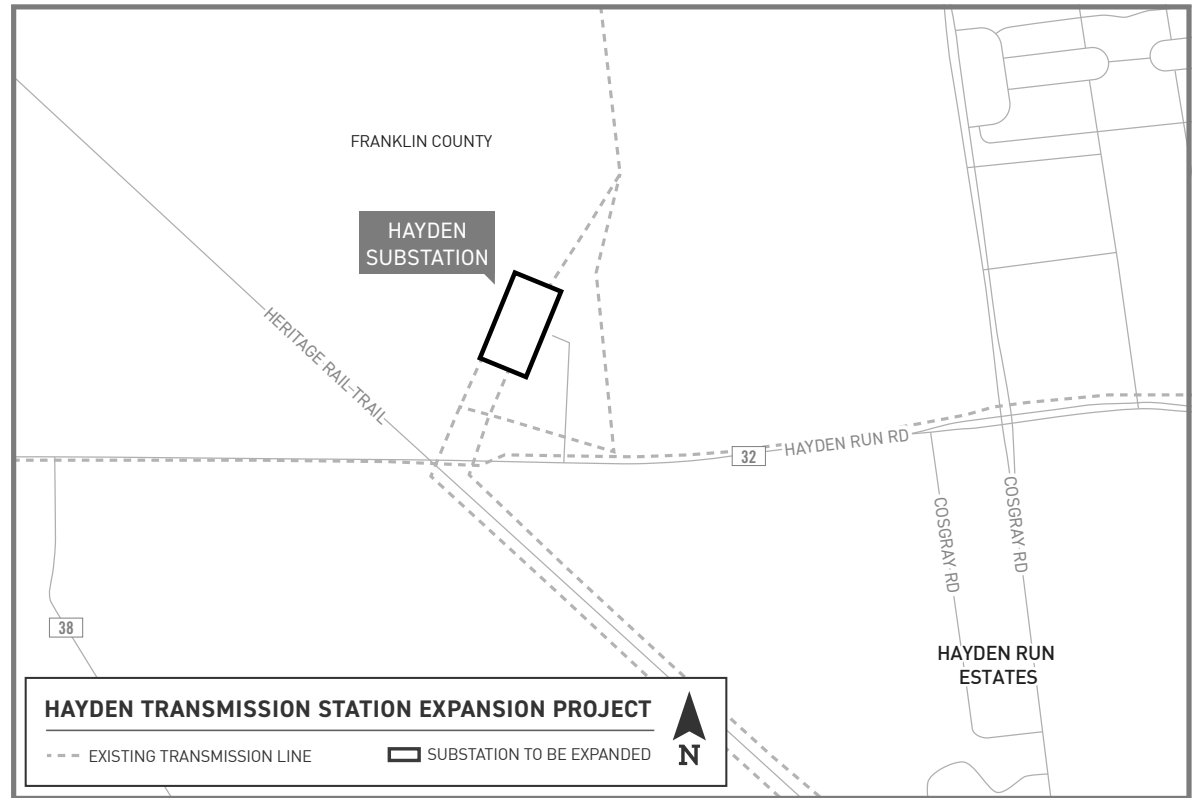 FRANKLIN COUNTY
HAYDEN
SUBSTATION
HERITAGE RAIL-TRAIL
32
HAYDEN RUN RD
COSGRAY RD
COSGRAY RD
38
HAYDEN RUN
ESTATES
HAYDEN TRANSMISSION STATION EXPANSION PROJECT
EXISTING TRANSMISSION LINE
SUBSTATION TO BE EXPANDED
N